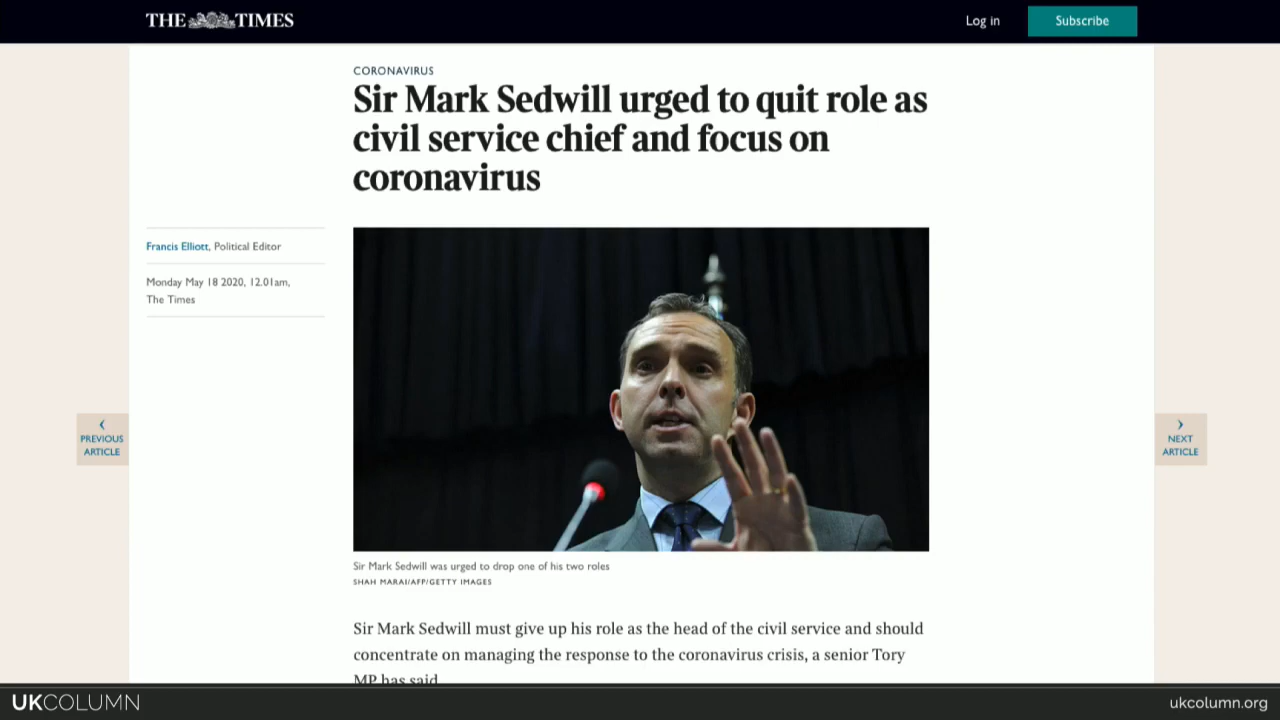 THE TIMES
Log in
Subscribe
CORONAVIRUS
Sir Mark Sedwill urged to quit role as
civil service chief and focus on
coronavirus
Francis Elliott, Political Editor
Monday May 18 2020, 12.01am,
The Times
PREVIOUS
ARTICLE
NEXT
ARTICLE
Sir Mark Sedwill was urged to drop one of his two roles
SHAH MARAI/AFP/GETTY IMAGES
Sir Mark Sedwill must give up his role as the head of the civil service and should
concentrate on managing the response to the coronavirus crisis, a senior Tory
MP has said
UKCOLUMN
ukcolumn.org